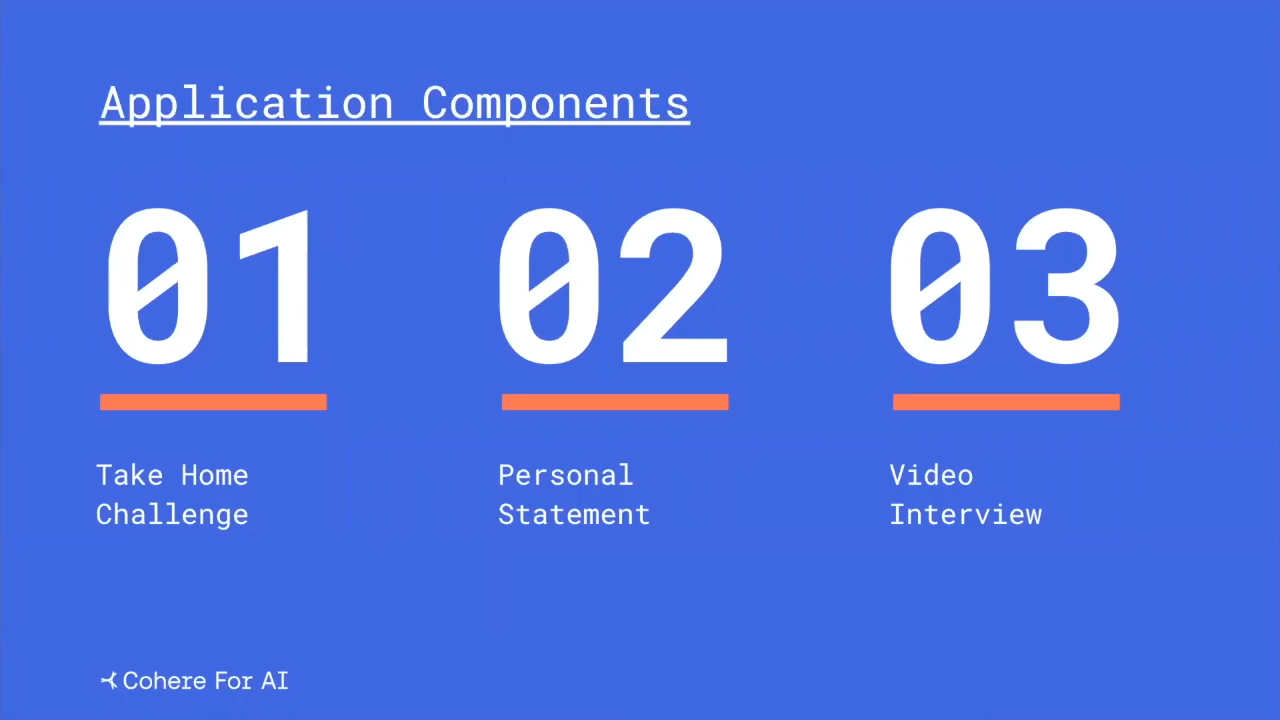 Application Components
01
02
03
Take Home
Challenge
Personal
Statement
Video
Interview
Cohere For AI